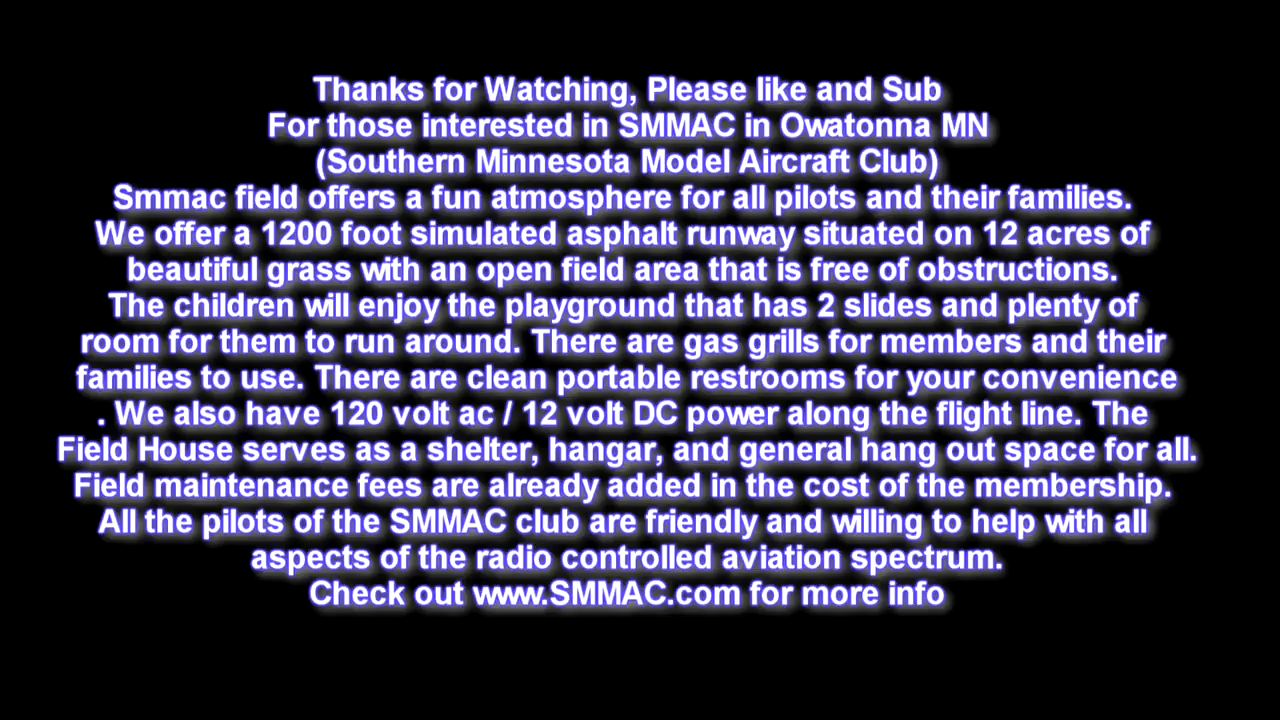 Thanks for Watching, Please like and Sub
For those interested in SMMAC in Owatonna MN
(Southern Minnesota Model Aircraft Club)
Smmac field offers a fun atmosphere for all pilots and their families.
We offer a 1200 foot simulated asphalt runway situated on 12 acres of
beautiful grass with an open field area that is free of obstructions.
The children will enjoy the playground that has 2 slides and plenty of
room for them to run around. There are gas grills for members and their
families to use. There are clean portable restrooms for your convenience
. We also have 120 volt ac / 12 volt DC power along the flight line. The
Field House serves as a shelter, hangar, and general hang out space for all.
Field maintenance fees are already added in the cost of the membership.
All the pilots of the SMMAC club are friendly and willing to help with all
aspects of the radio controlled aviation spectrum.
Check out www.SMMAC.com for more info